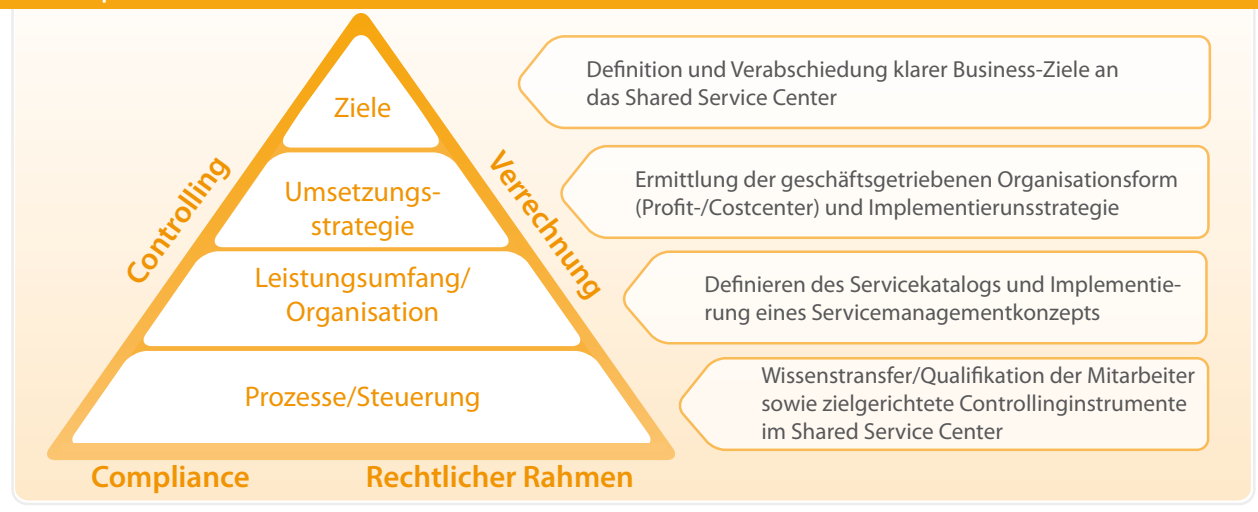 Ziele
Definition und Verabschiedung klarer Business-Ziele an
das Shared Service Center
Controlling
Verrechnung
Umsetzungs-
strategie
Ermittlung der geschäftsgetriebenen Organisationsform
(Profit-/Costcenter) und Implementierunsstrategie
Leistungsumfang/
Organisation
Definieren des Servicekatalogs und Implementie-
rung eines Servicemanagementkonzepts
Prozesse/Steuerung
Wissenstransfer/Qualifikation der Mitarbeiter
sowie zielgerichtete Controllinginstrumente
im Shared Service Center
Compliance
Rechtlicher Rahmen